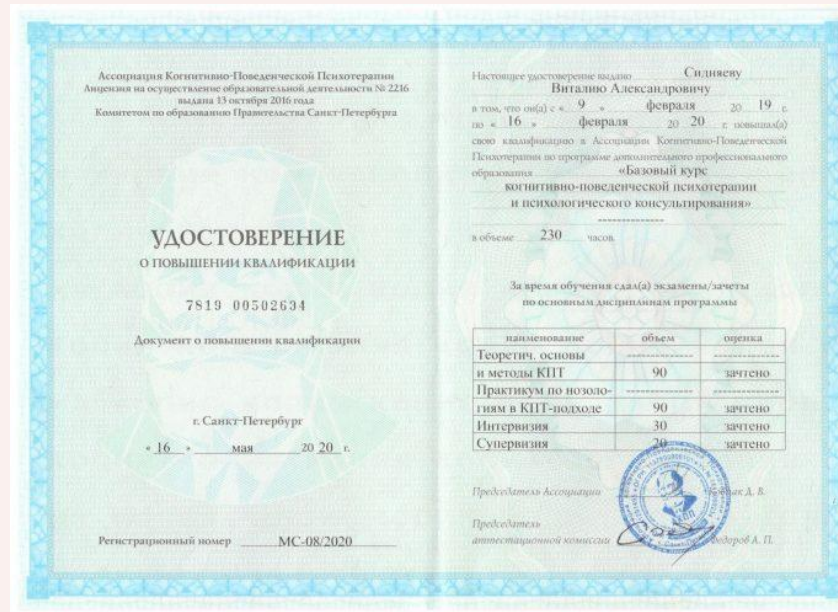 Ассоциация Когнитивно-Поведенческой Психотерапии
Лицензия на осуществление образовательной деятельности № 2216
выдана 13 октября 2016 года
Комитетом по образованию Правительства Санкт-Петербурга
УДОСТОВЕРЕНИЕ
О ПОВЫШЕНИИ КВАЛИФИКАЦИИ
7819 00502634
Документ о повышении квалификации
г. Санкт-Петербург
« 16 » мая 20 20 г.
Регистрационный номер МС-08/2020
Настоящее удостоверение выдано Сидняеву
Виталию Александровичу
в том, что он(а) с « 9 » февраля 20 19 г.
по « 16 » февраля 20 20 г. повышал(а)
свою квалификацию в Ассоциации Когнитивно-Поведенческой
Психотерапии по программе дополнительного профессионального
образования «Базовый курс
когнитивно-поведенческой психотерапии
и психологического консультирования»
--------------
в объеме 230 часов.
За время обучения сдал(а) экзамены/зачеты
по основным дисциплинам программы
наименование объем оценка
Теоретич. основы -------------- --------------
и методы КПТ 90 зачтено
Практикум по нозоло- -------------- --------------
гиям в КПТ-подходе 90 зачтено
Интервизия 30 зачтено
Супервизия 20 зачтено
Председатель Ассоциации Д. В.
Председатель
аттестационной комиссии Федоров А. П.